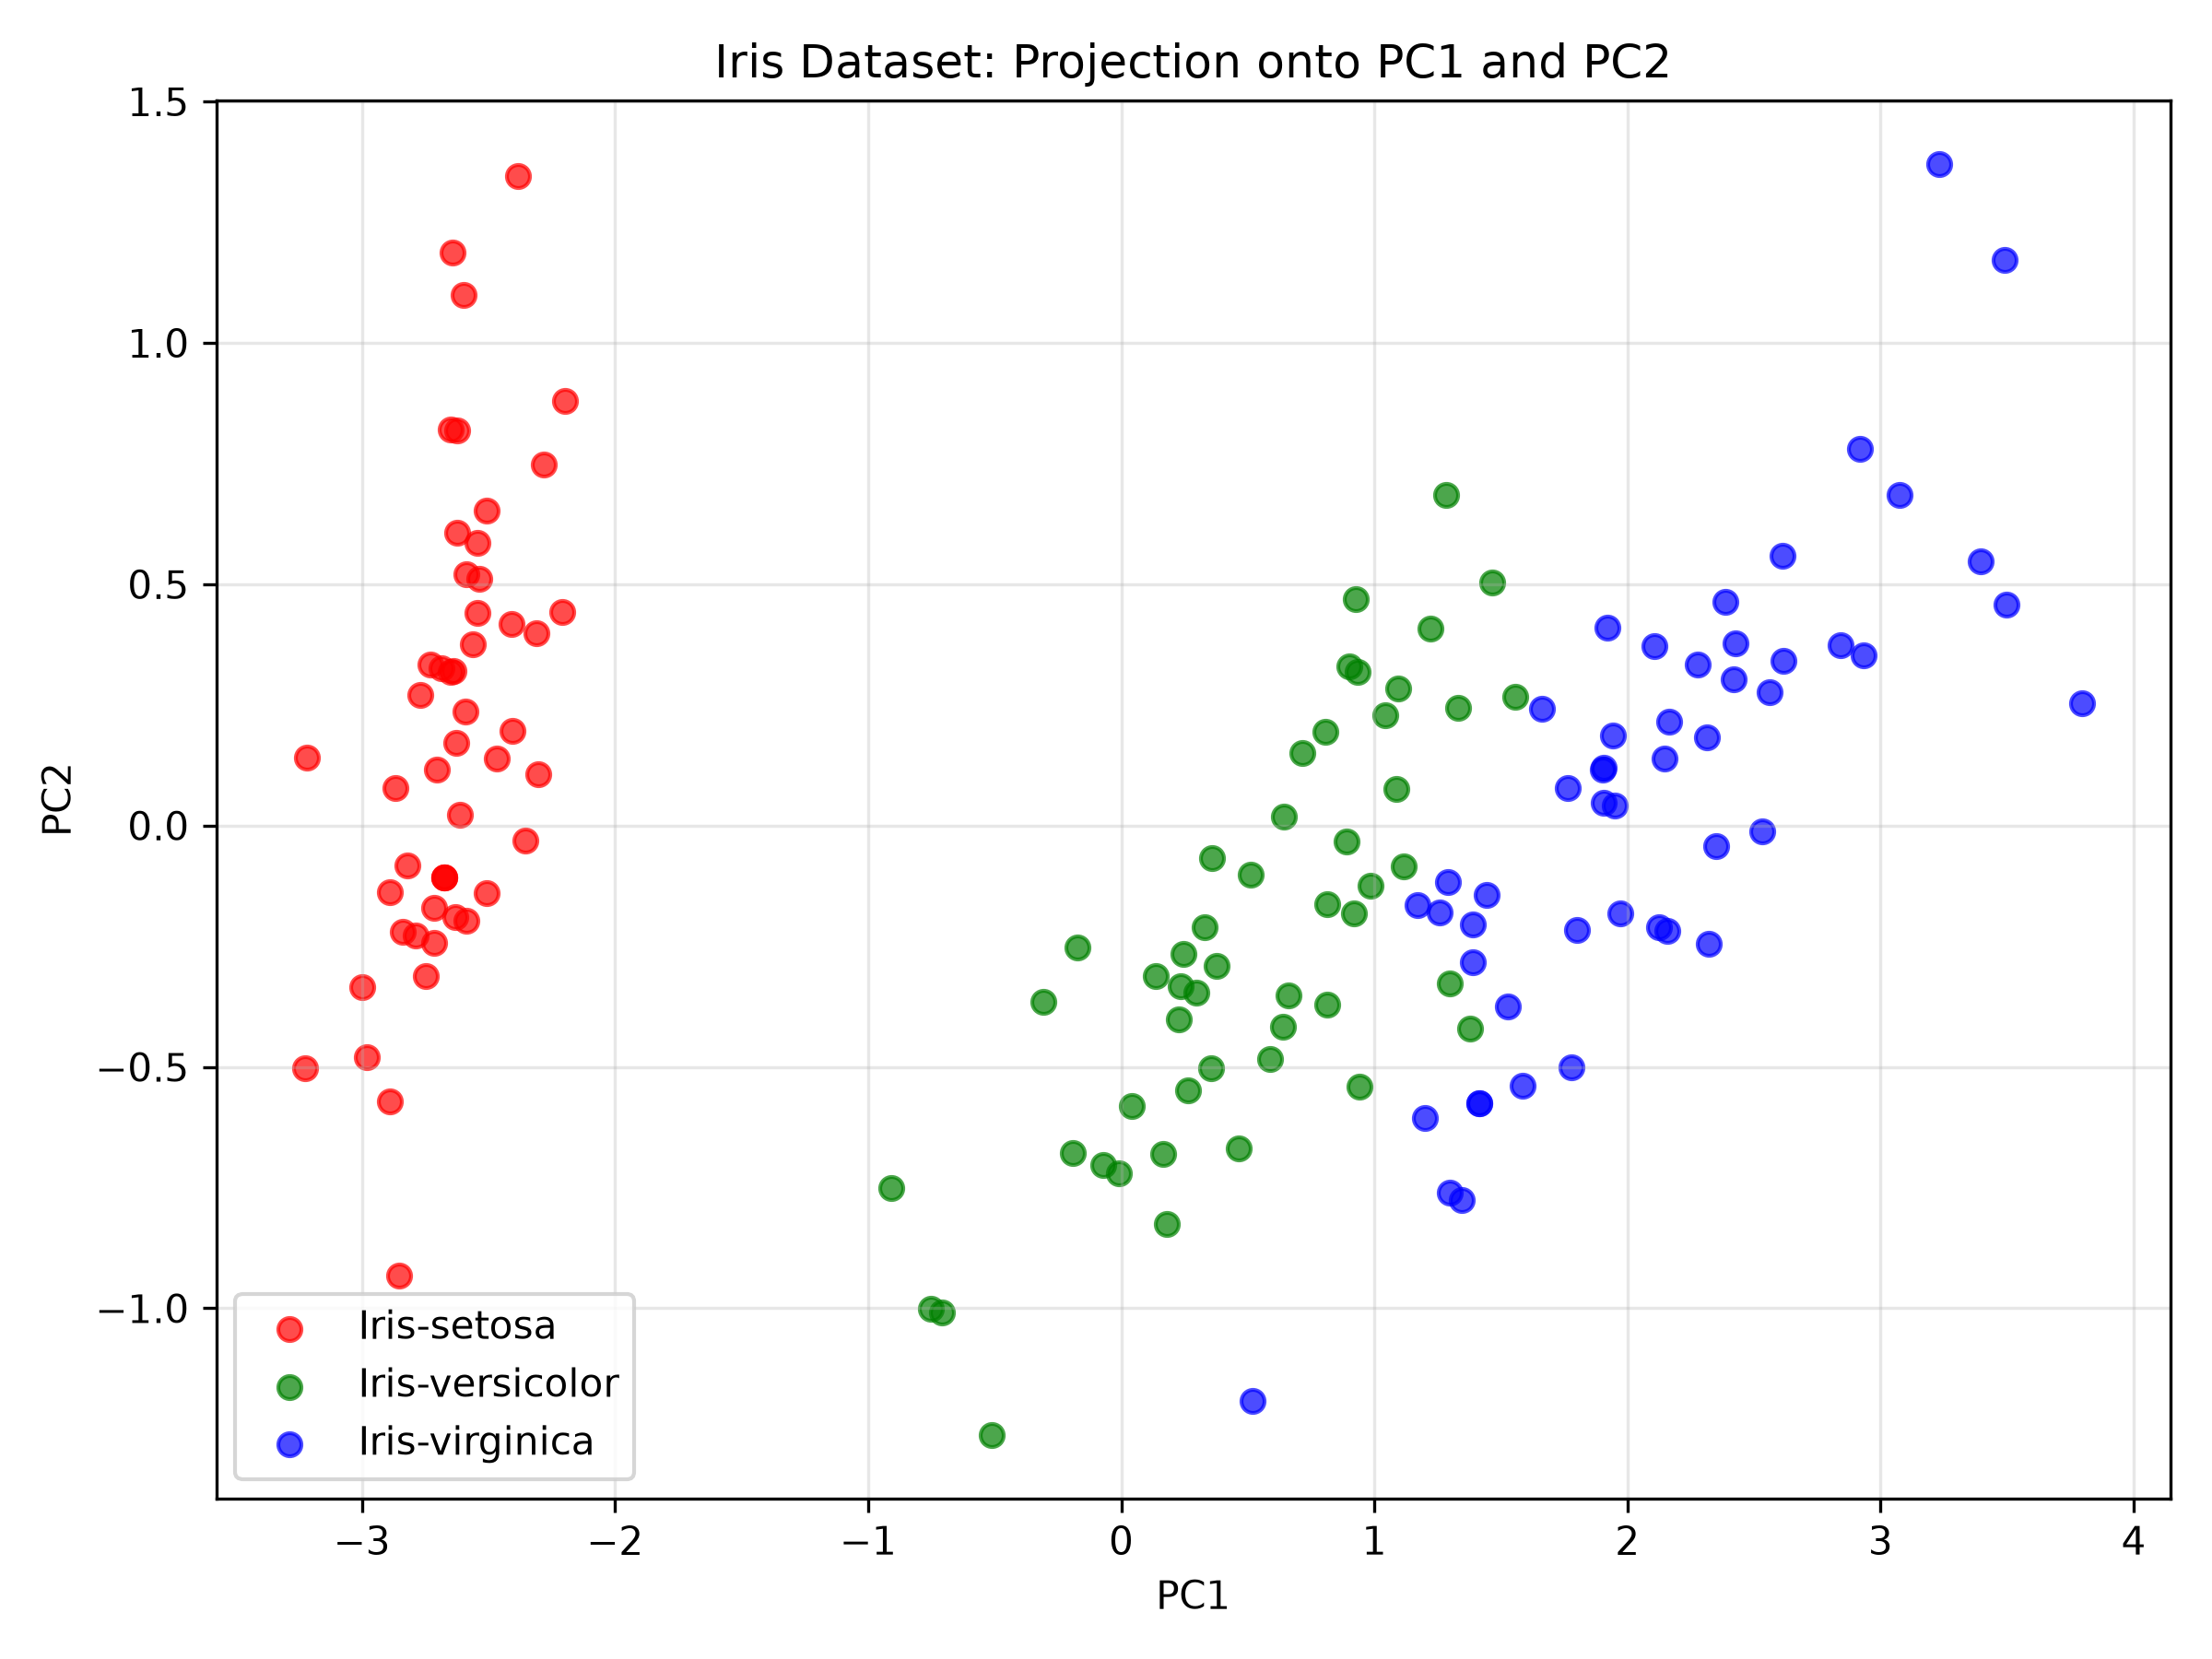 Iris Dataset: Projection onto PC1 and PC2
1.5
1.0
0.5
0.0
−0.5
−1.0
PC2
Iris-setosa
Iris-versicolor
Iris-virginica
−3 −2 −1 0 1 2 3 4
PC1